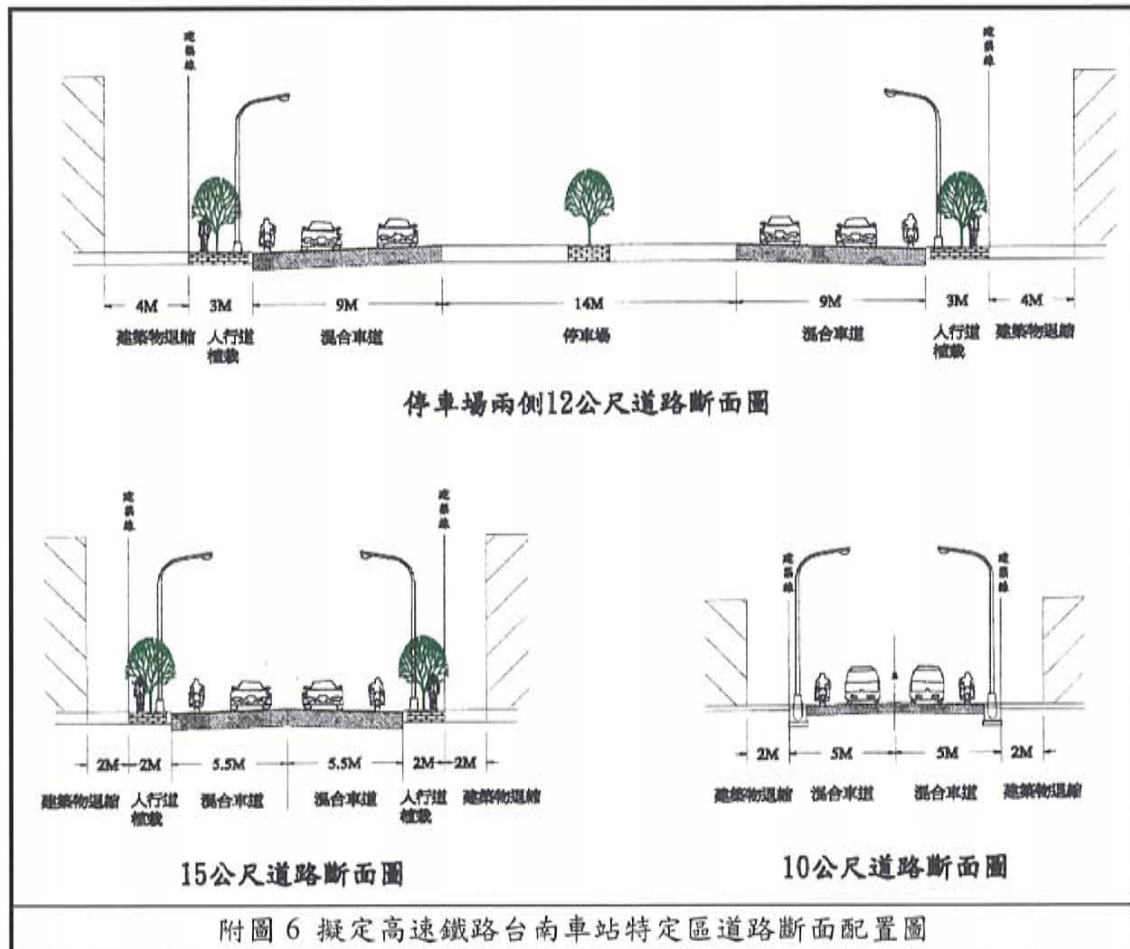 建築線 建築線
4M 3M 9M 14M 9M 3M 4M
建築物退縮 人行道 混合車道 停車場 混合車道 人行道 建築物退縮
植栽 植栽
停車場兩側12公尺道路斷面圖
建築線 建築線
2M 2M 5.5M 5.5M 2M 2M
建築物退縮 人行道 混合車道 混合車道 人行道 建築物退縮
植栽 植栽
15公尺道路斷面圖
建築線 建築線
2M 5M 5M 2M
建築物退縮 混合車道 混合車道 建築物退縮
10公尺道路斷面圖
附圖 6 擬定高速鐵路台南車站特定區道路斷面配置圖